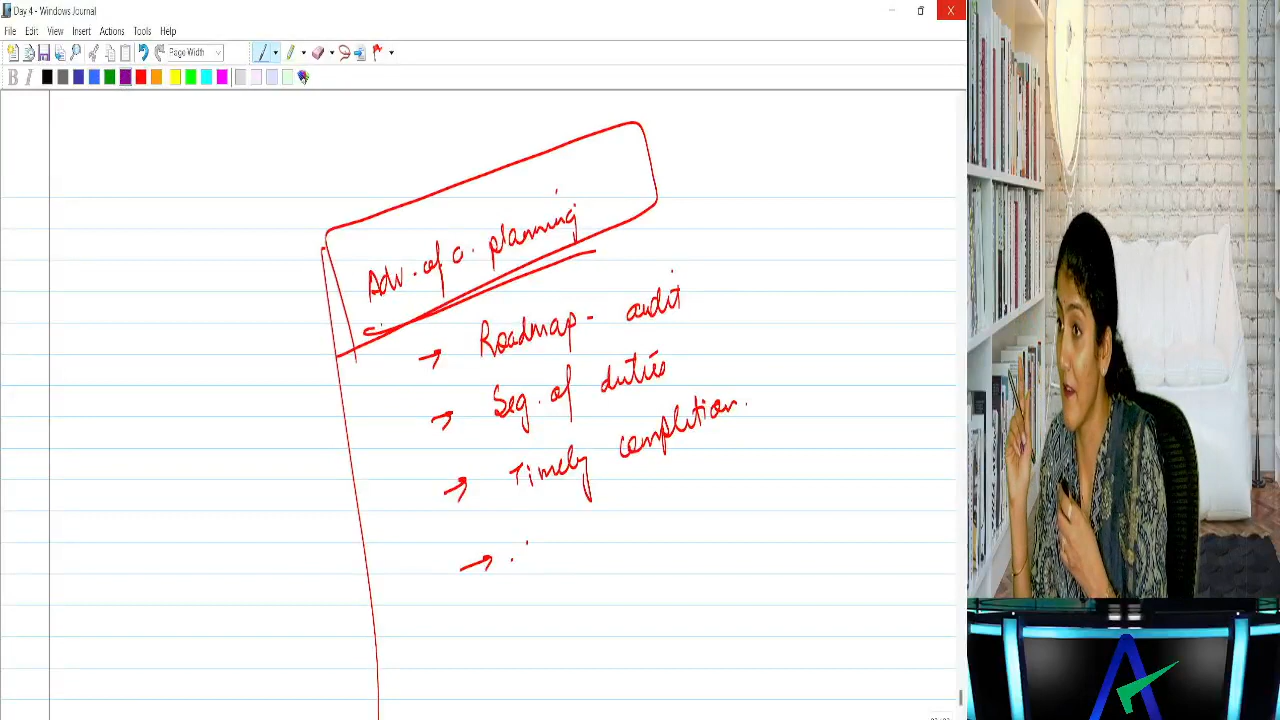 Day 4 - Windows Journal
File Edit View Insert Actions Tools Help
Page Width
B I
Adv. of a. planning
→ Roadmap - audit
→ Seg. of duties
→ Timely completion.
→